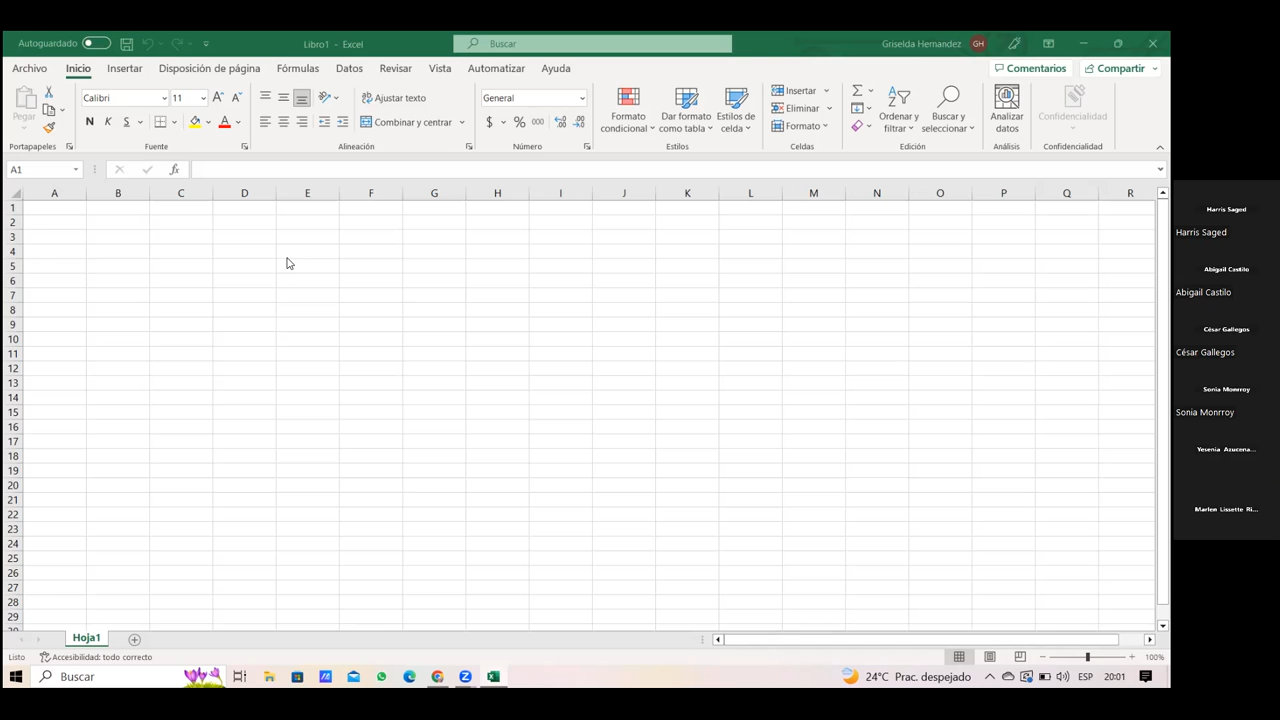 Autoguardado
Libro1 - Excel
Buscar
Griselda Hernandez GH
Archivo Inicio Insertar Disposición de página Fórmulas Datos Revisar Vista Automatizar Ayuda
Comentarios Compartir
Pegar
Portapapeles
Calibri 11
N K S
Fuente
Ajustar texto
Combinar y centrar
Alineación
General
$ % 000
Número
Formato condicional
Dar formato como tabla
Estilos de celda
Estilos
Insertar
Eliminar
Formato
Celdas
Ordenar y filtrar
Buscar y seleccionar
Edición
Analizar datos
Análisis
Confidencialidad
Confidencialidad
A1 fx
A B C D E F G H I J K L M N O P Q R
1
2
3
4
5
6
7
8
9
10
11
12
13
14
15
16
17
18
19
20
21
22
23
24
25
26
27
28
29
Harris Saged
Harris Saged
Abigail Castilo
Abigail Castilo
César Gallegos
César Gallegos
Sonia Monrroy
Sonia Monrroy
Yesenia Azucena...
Marlen Lissette Ri...
Hoja1
Listo Accesibilidad: todo correcto 100%
Buscar 24°C Prac. despejado ESP 20:01